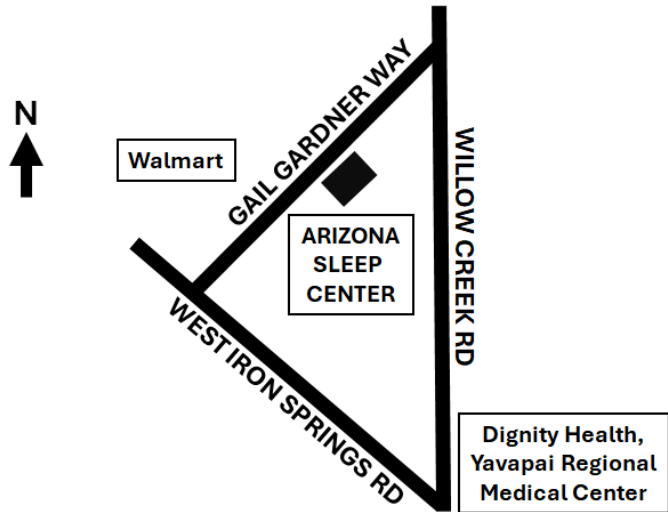 N
Walmart
GAIL GARDNER WAY
WILLOW CREEK RD
ARIZONA
SLEEP
CENTER
WEST IRON SPRINGS RD
Dignity Health,
Yavapai Regional
Medical Center